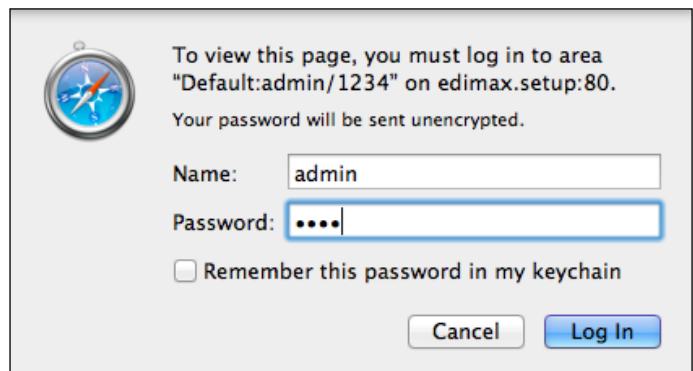 To view this page, you must log in to area
“Default:admin/1234” on edimax.setup:80.
Your password will be sent unencrypted.
Name: admin
Password: ••••
Remember this password in my keychain
Cancel Log In